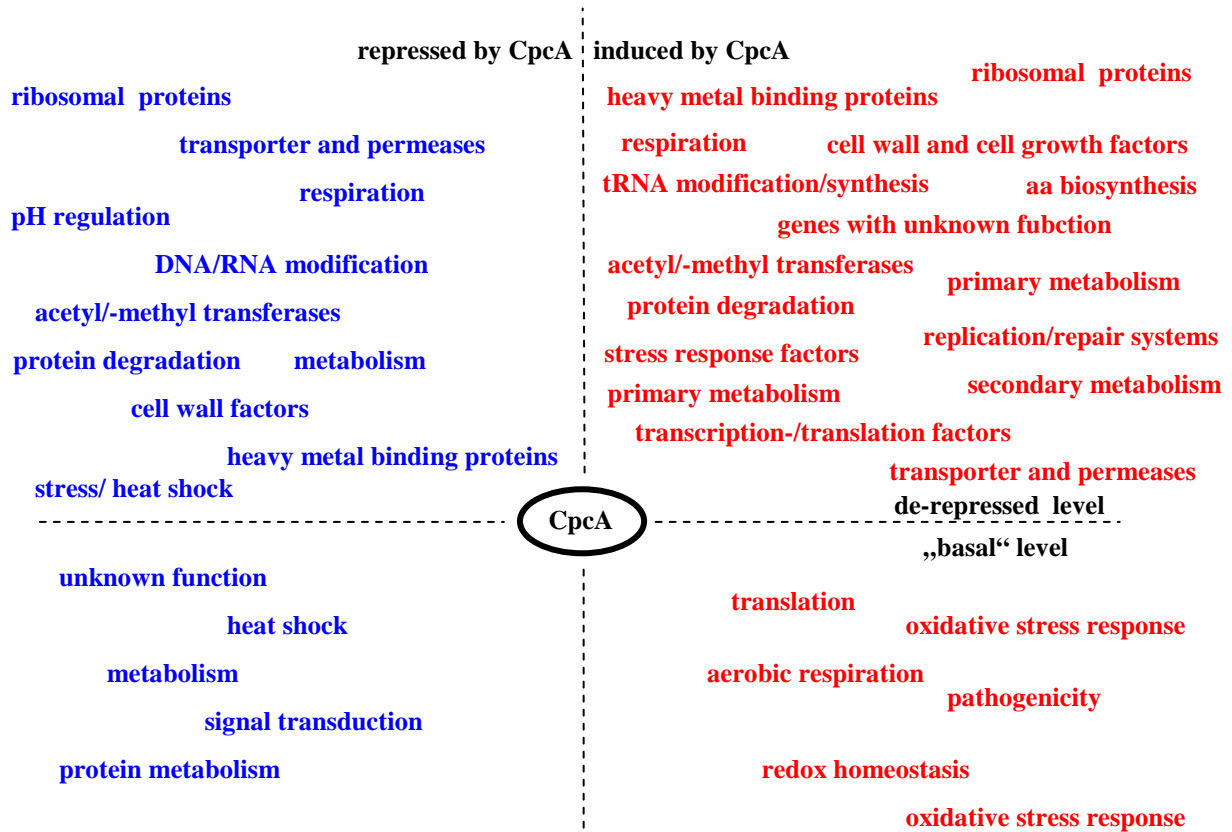 repressed by CpcA
induced by CpcA
ribosomal proteins
transporter and permeases
respiration
pH regulation
DNA/RNA modification
acetyl/-methyl transferases
protein degradation
metabolism
cell wall factors
heavy metal binding proteins
stress/ heat shock
ribosomal proteins
heavy metal binding proteins
respiration
cell wall and cell growth factors
tRNA modification/synthesis
aa biosynthesis
genes with unknown fubction
acetyl/-methyl transferases
primary metabolism
protein degradation
replication/repair systems
stress response factors
primary metabolism
secondary metabolism
transcription-/translation factors
transporter and permeases
de-repressed level
CpcA
„basal“ level
unknown function
heat shock
metabolism
signal transduction
protein metabolism
translation
oxidative stress response
aerobic respiration
pathogenicity
redox homeostasis
oxidative stress response